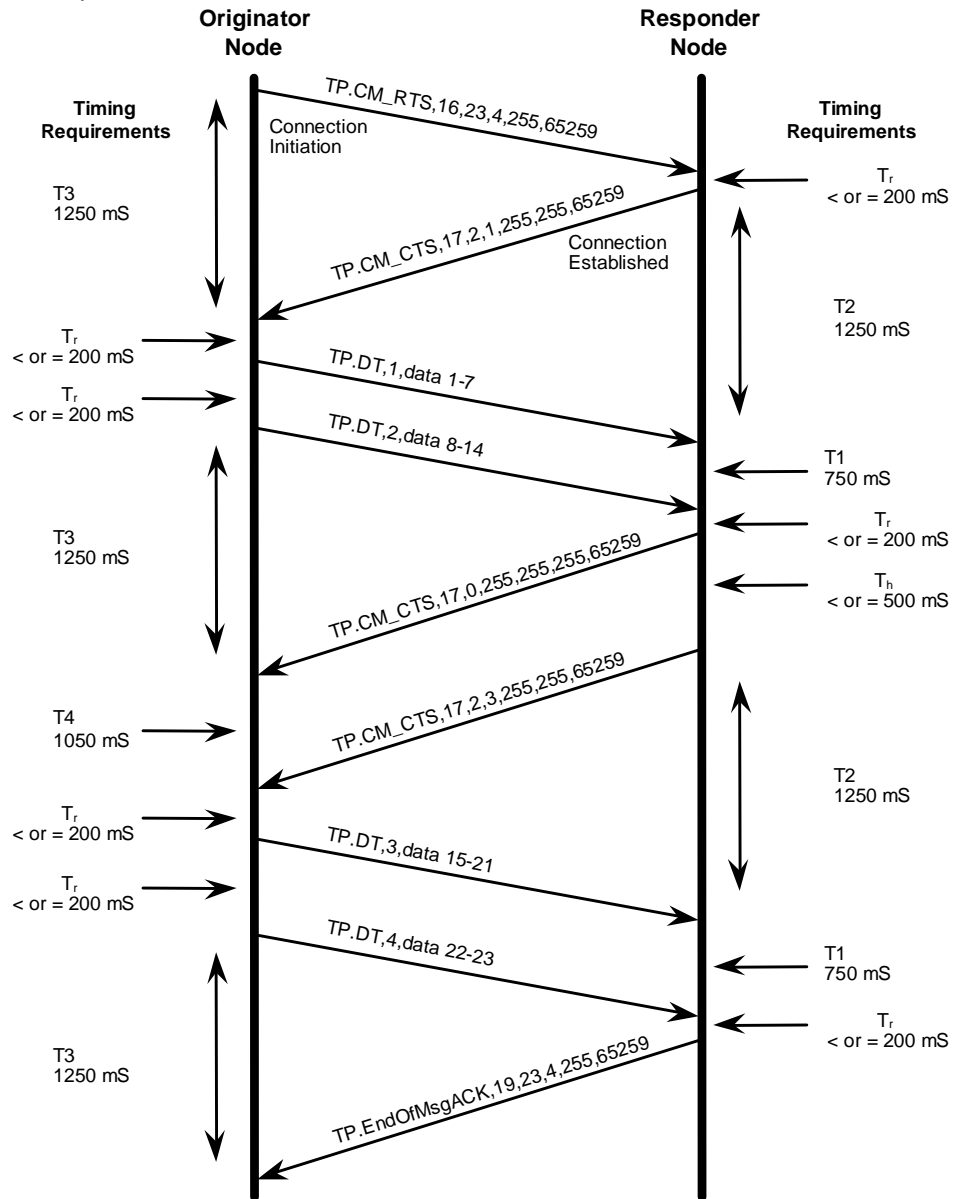 Originator
Node
Responder
Node
TP.CM_RTS,16,23,4,255,65259
Timing
Requirements
Connection
Initiation
Timing
Requirements
Tr
< or = 200 mS
T3
1250 mS
TP.CM_CTS,17,2,1,255,255,65259
Connection
Established
T2
1250 mS
Tr
< or = 200 mS
TP.DT,1,data 1-7
Tr
< or = 200 mS
TP.DT,2,data 8-14
T1
750 mS
Tr
< or = 200 mS
T3
1250 mS
TP.CM_CTS,17,0,255,255,255,65259
Th
< or = 500 mS
TP.CM_CTS,17,2,3,255,255,65259
T4
1050 mS
T2
1250 mS
Tr
< or = 200 mS
TP.DT,3,data 15-21
Tr
< or = 200 mS
TP.DT,4,data 22-23
T1
750 mS
Tr
< or = 200 mS
T3
1250 mS
TP.EndOfMsgACK,19,23,4,255,65259